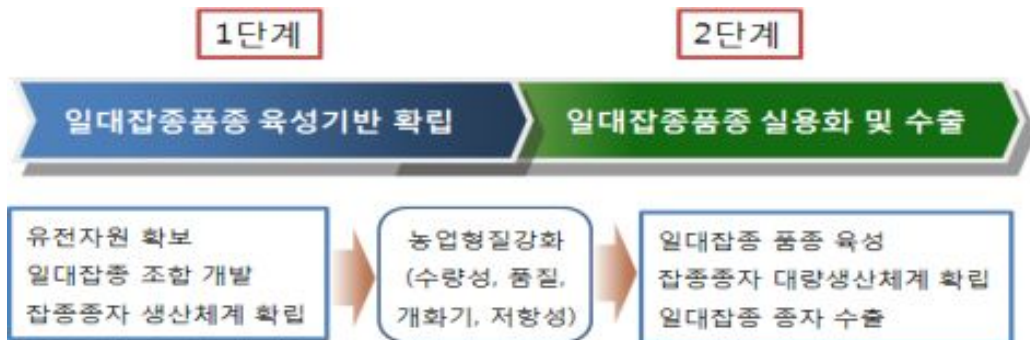 1단계
2단계
일대잡종품종 육성기반 확립
일대잡종품종 실용화 및 수출
유전자원 확보
일대잡종 조합 개발
잡종종자 생산체계 확립
농업형질강화
(수량성, 품질,
개화기, 저항성)
일대잡종 품종 육성
잡종종자 대량생산체계 확립
일대잡종 종자 수출